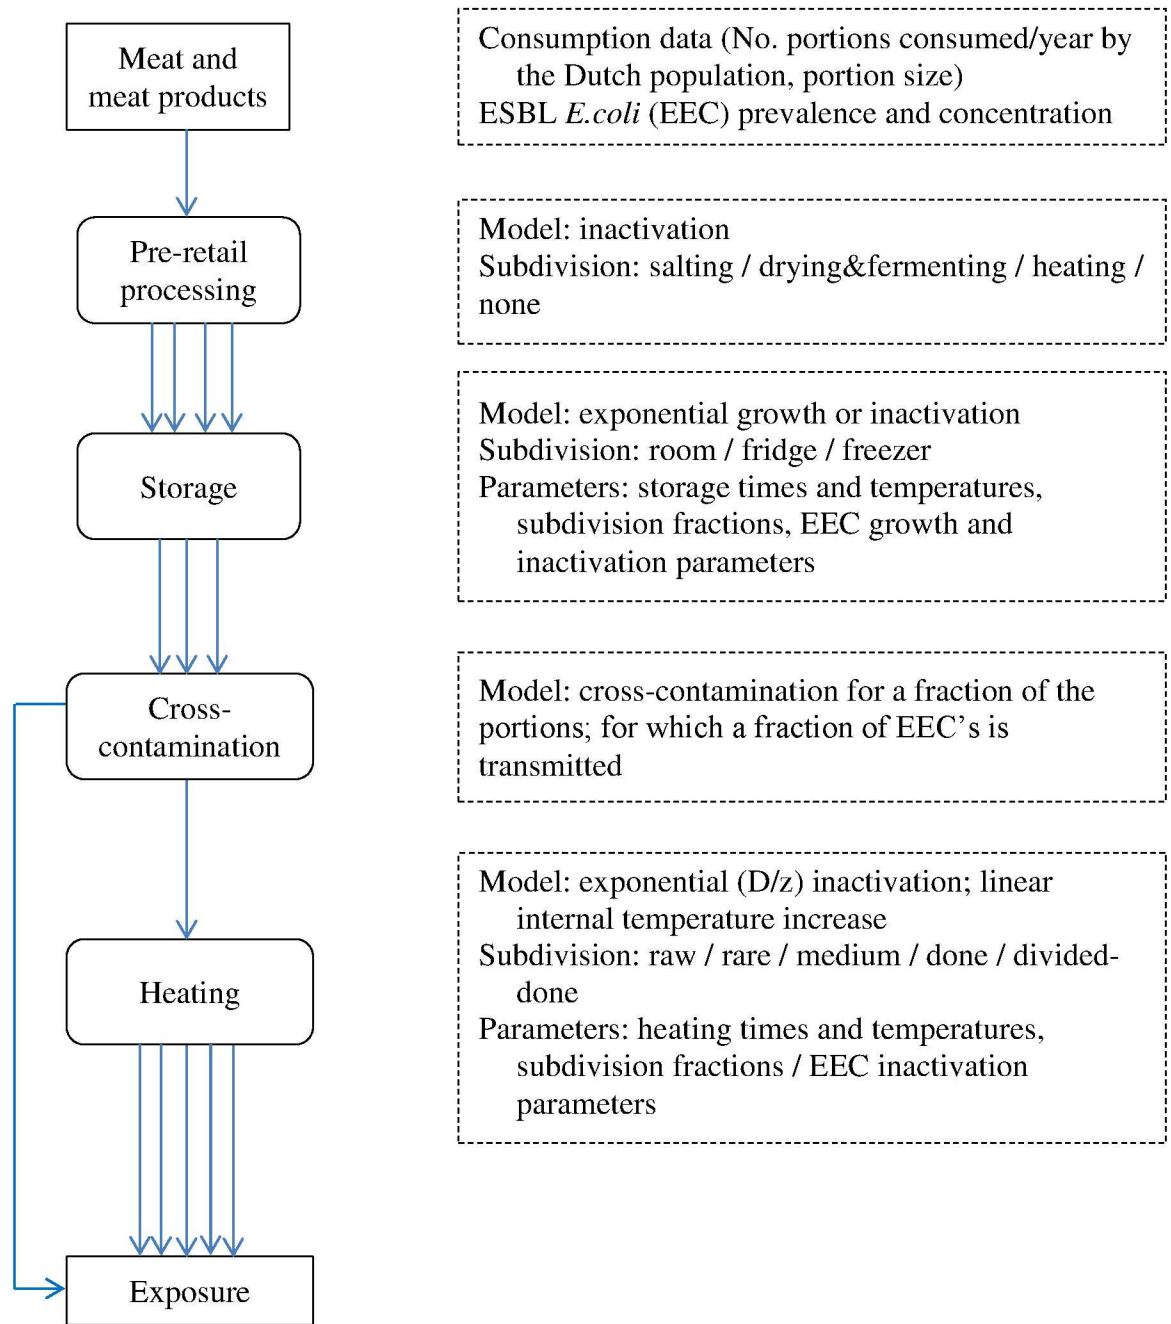 Meat and
meat products
Consumption data (No. portions consumed/year by
the Dutch population, portion size)
ESBL E.coli (EEC) prevalence and concentration
Pre-retail
processing
Model: inactivation
Subdivision: salting / drying&fermenting / heating /
none
Storage
Model: exponential growth or inactivation
Subdivision: room / fridge / freezer
Parameters: storage times and temperatures,
subdivision fractions, EEC growth and
inactivation parameters
Cross-
contamination
Model: cross-contamination for a fraction of the
portions; for which a fraction of EEC's is
transmitted
Heating
Model: exponential (D/z) inactivation; linear
internal temperature increase
Subdivision: raw / rare / medium / done / divided-
done
Parameters: heating times and temperatures,
subdivision fractions / EEC inactivation
parameters
Exposure